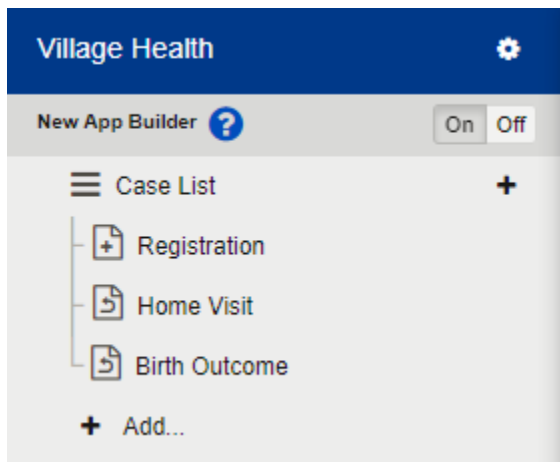 Village Health
New App Builder ? On Off
Case List
Registration
Home Visit
Birth Outcome
Add...